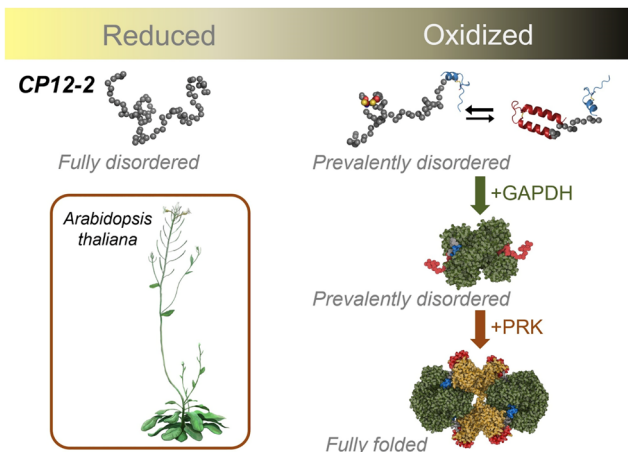 Reduced
Oxidized
CP12-2
Fully disordered
Prevalently disordered
Arabidopsis
thaliana
+GAPDH
Prevalently disordered
+PRK
Fully folded